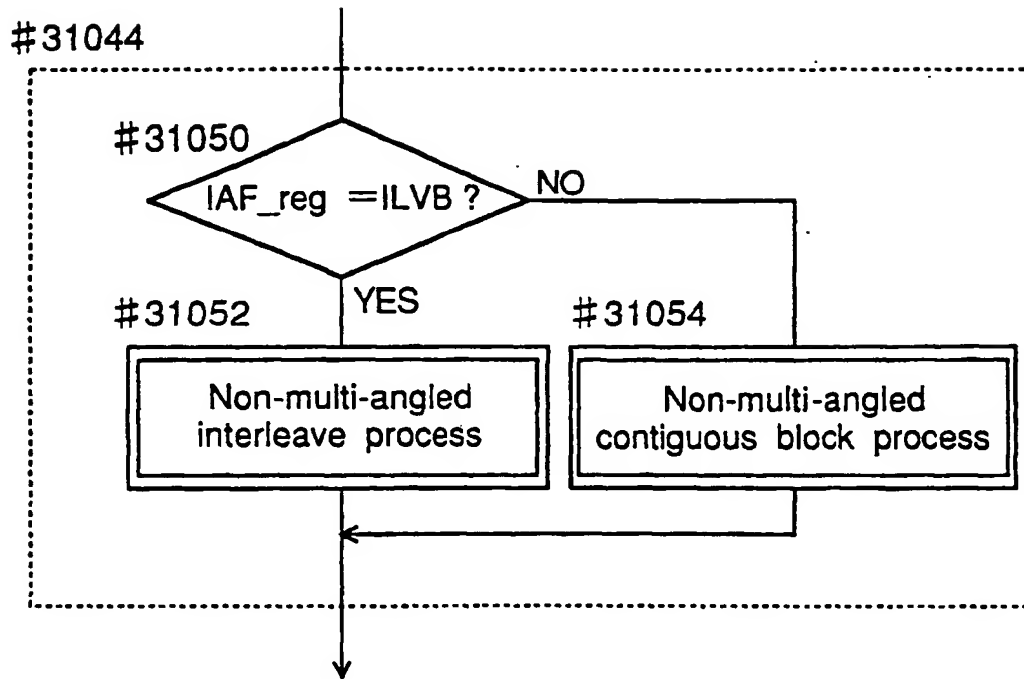 #31044
#31050
IAF_reg =ILVB ?
NO
YES
#31052
#31054
Non-multi-angled
interleave process
Non-multi-angled
contiguous block process